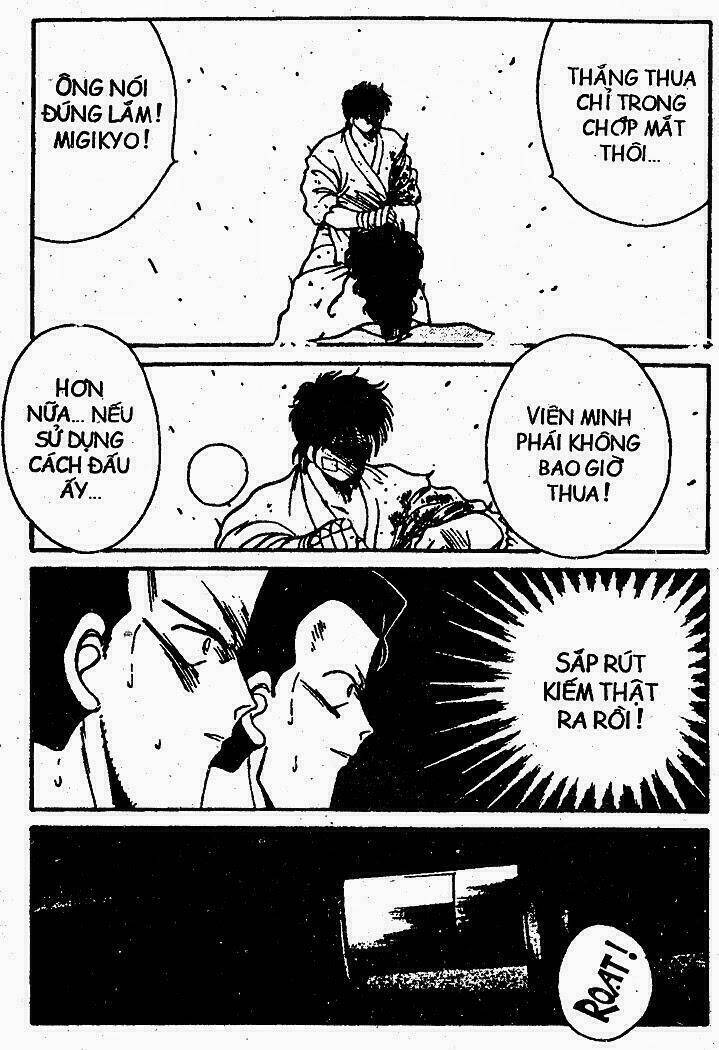 THẮNG THUA
CHỈ TRONG
CHỚP MẮT
THÔI...
ÔNG NÓI
ĐÚNG LẮM!
MIGIKYO!
VIÊN MINH
PHÁI KHÔNG
BAO GIỜ
THUA!
HƠN
NỮA... NẾU
SỬ DỤNG
CÁCH ĐẤU
ẤY...
SẮP RÚT
KIẾM THẬT
RA RỒI!
ROẠT!